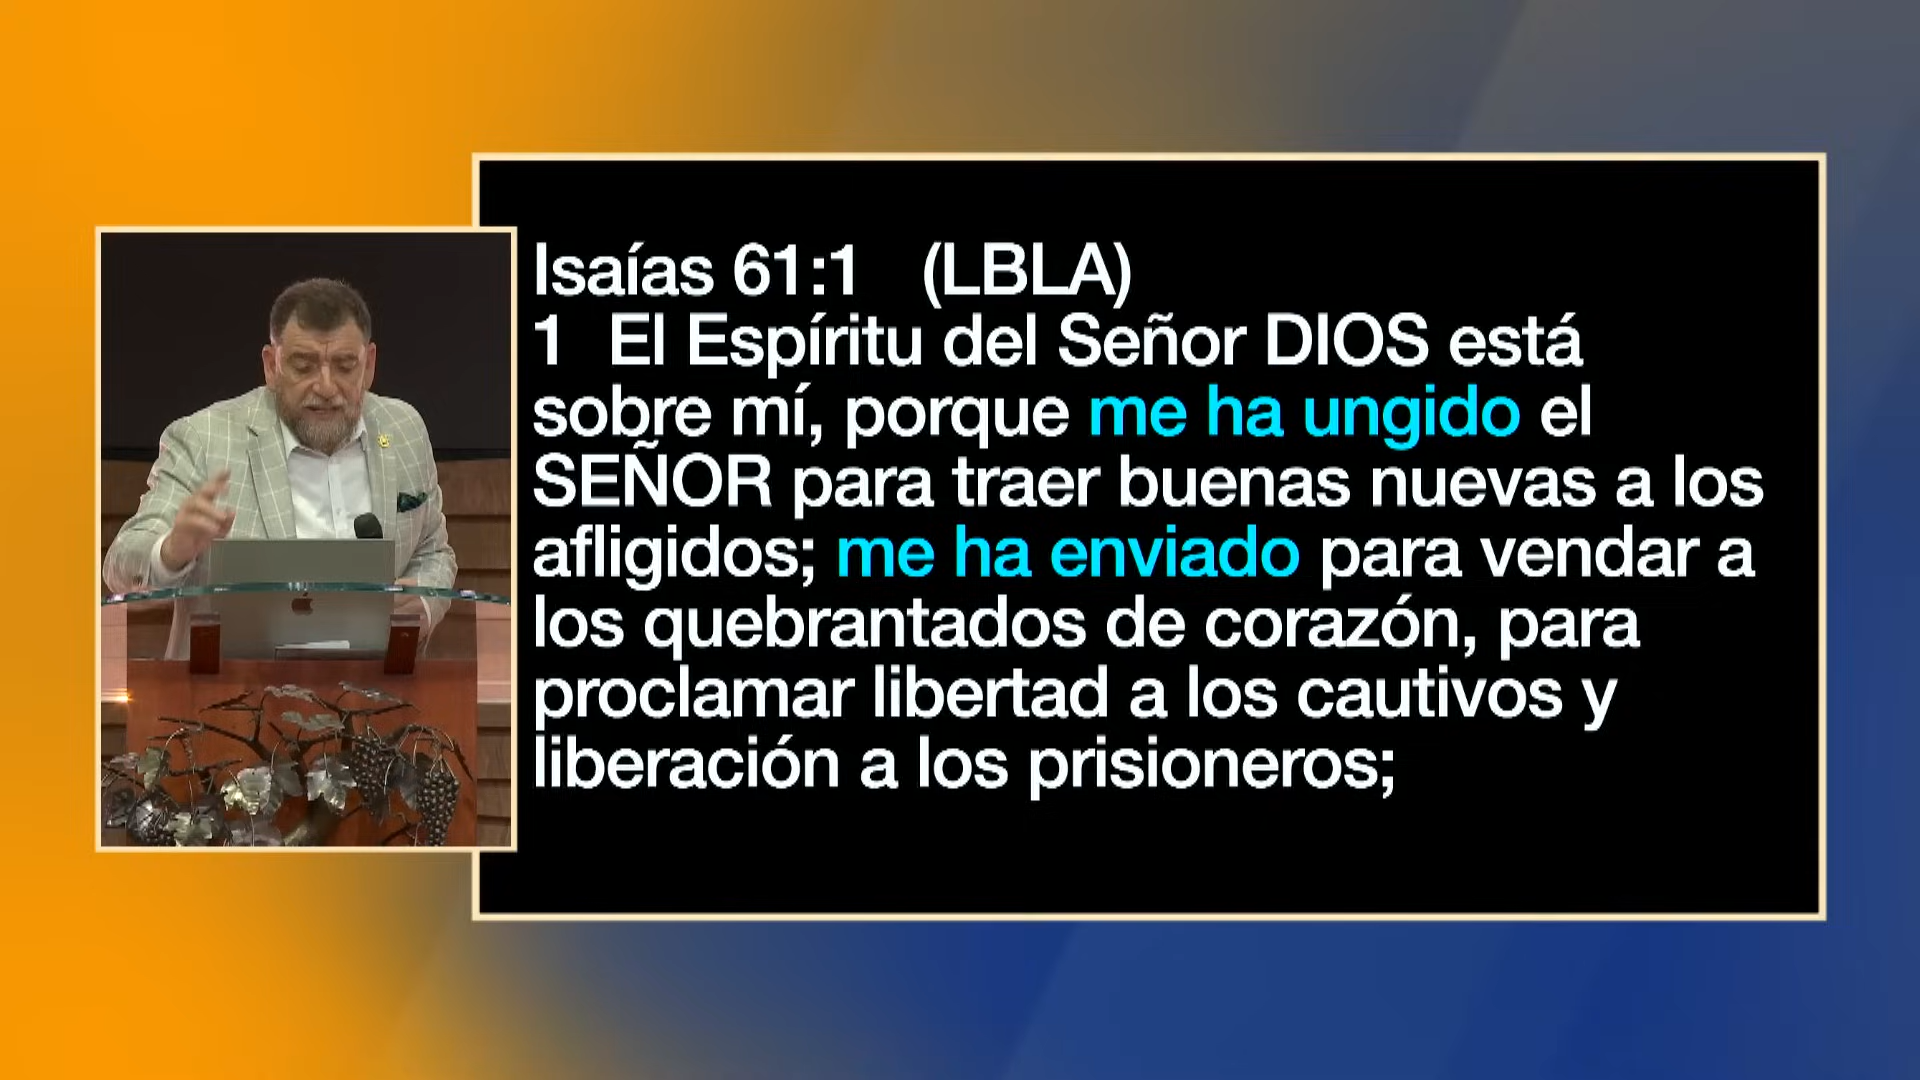 Isaías 61:1 (LBLA)
1 El Espíritu del Señor DIOS está
sobre mí, porque me ha ungido el
SEÑOR para traer buenas nuevas a los
afligidos; me ha enviado para vendar a
los quebrantados de corazón, para
proclamar libertad a los cautivos y
liberación a los prisioneros;